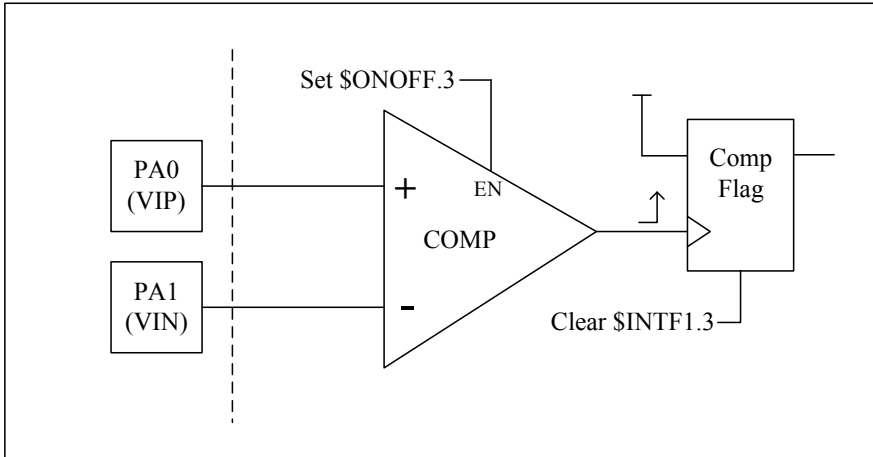 Set $ONOFF.3
PA0
(VIP)
+
EN
COMP
Comp
Flag
PA1
(VIN)
-
Clear $INTF1.3